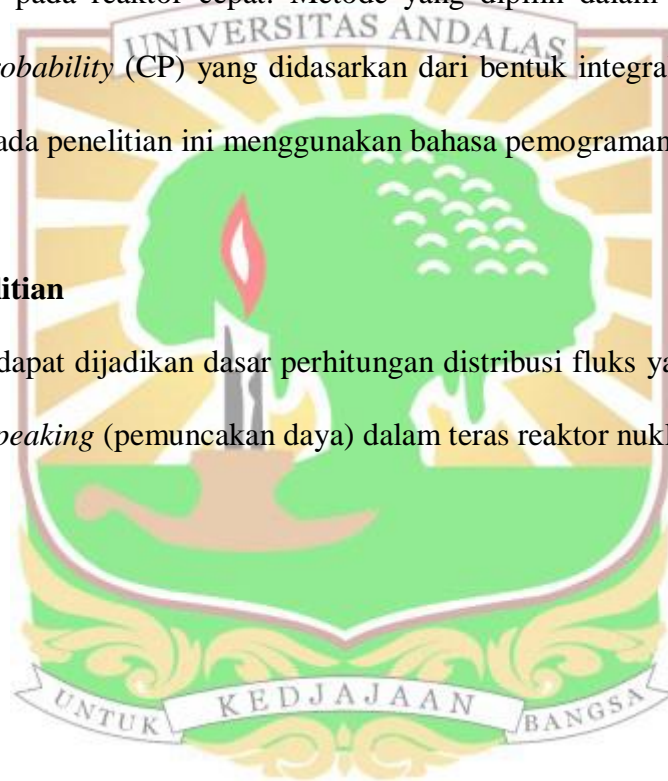 pada reaktor cepat. Metode yang dipilih dalam
UNIVERSITAS ANDALAS
robability (CP) yang didasarkan dari bentuk integra
ada penelitian ini menggunakan bahasa pemograman
litian
dapat dijadikan dasar perhitungan distribusi fluks ya
peaking (pemuncakan daya) dalam teras reaktor nukl
UNTUK KEDJAJAAN BANGSA